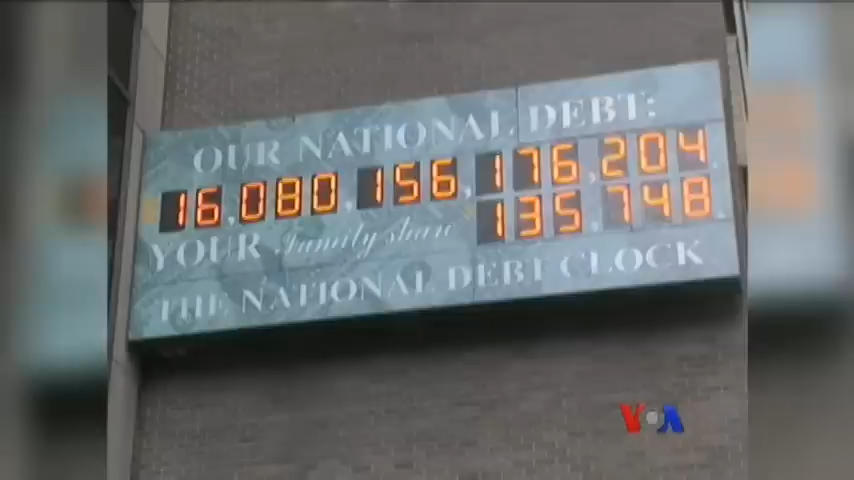 OUR NATIONAL DEBT:
16,080,156,176,204
YOUR Family share 135,748
THE NATIONAL DEBT CLOCK
VOA